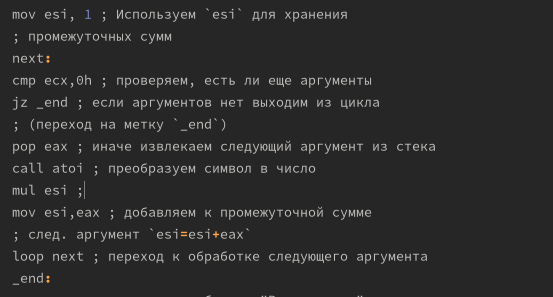 mov esi, 1 ; Используем `esi` для хранения
; промежуточных сумм
next:
cmp ecx,0h ; проверяем, есть ли еще аргументы
jz _end ; если аргументов нет выходим из цикла
; (переход на метку `_end`)
pop eax ; иначе извлекаем следующий аргумент из стека
call atoi ; преобразуем символ в число
mul esi ;
mov esi,eax ; добавляем к промежуточной сумме
; след. аргумент `esi=esi+eax`
loop next ; переход к обработке следующего аргумента
_end: